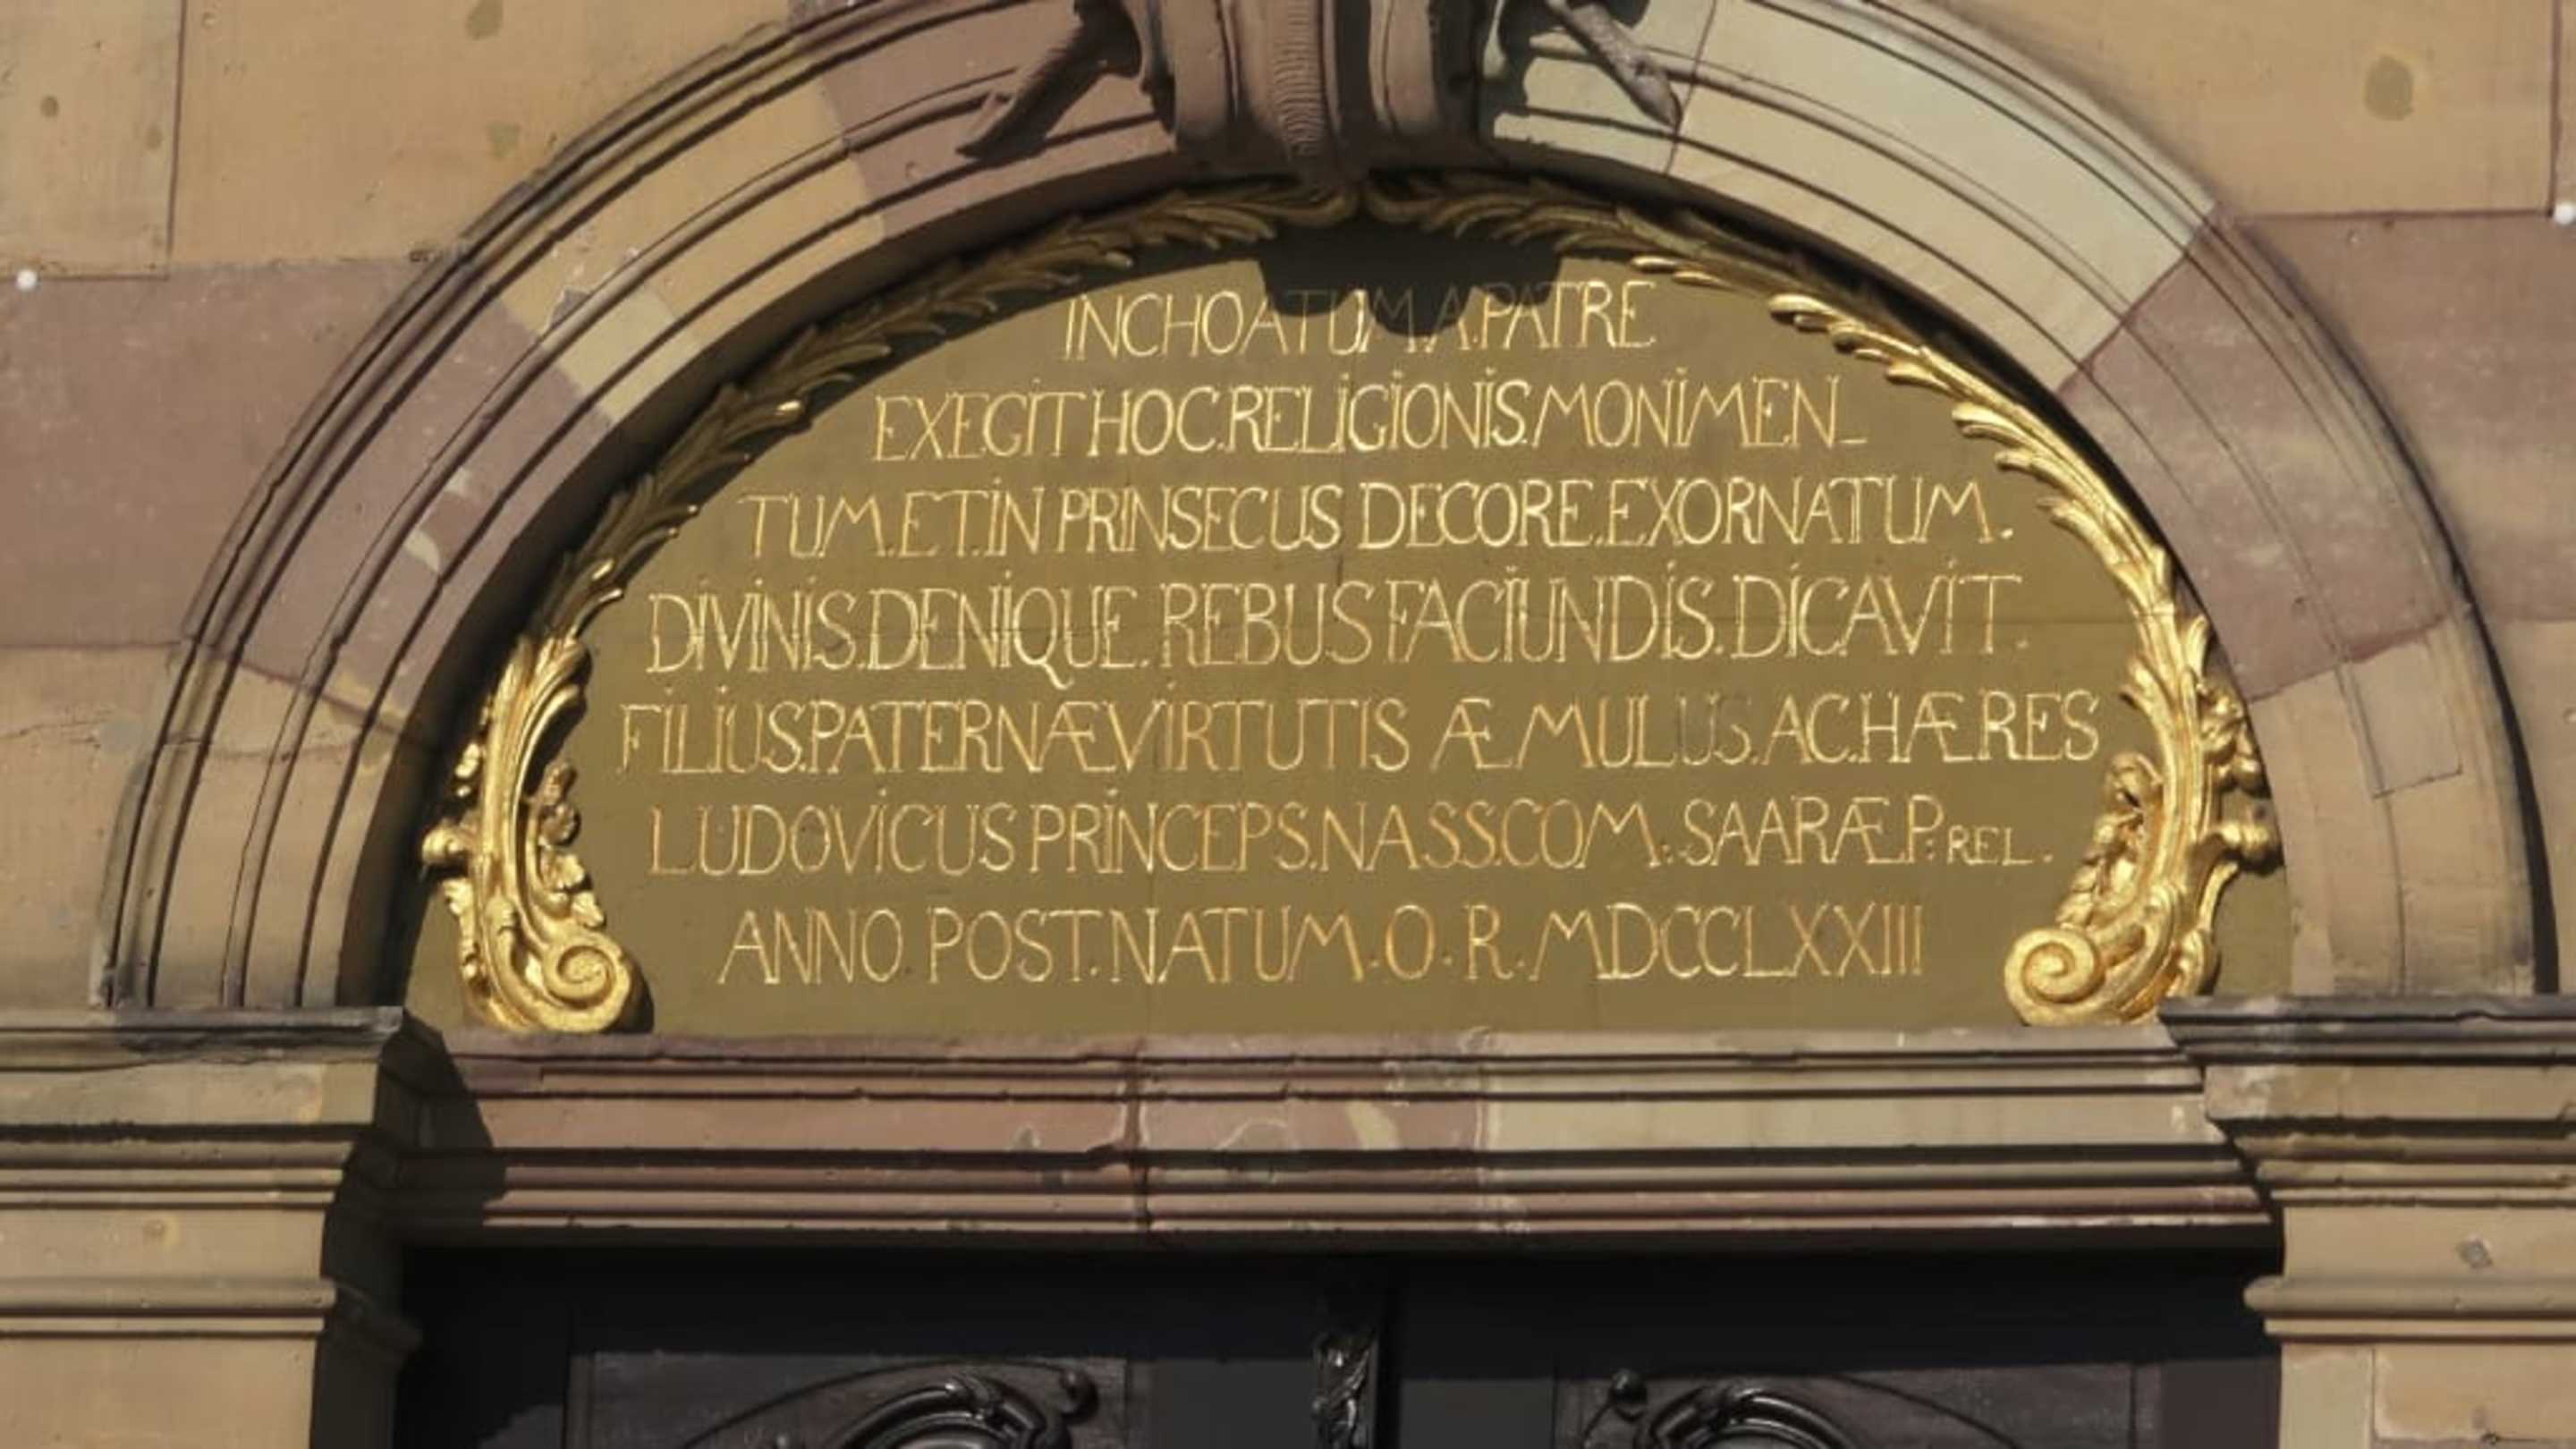 INCHOATUM A.PATRE
EXEGIT HOC.RELIGIONIS.MONIMEN_
TUM.ET.IN PRINSECUS DECORE.EXORNATUM.
DIVINIS.DENIQUE.REBUS FACIUNDIS.DICAVIT.
FILIUS.PATERNÆ VIRTUTIS ÆMULUS.AC.HÆRES
LUDOVICUS PRINCEPS.NASS.COM.SAARÆ.P:REL.
ANNO POST.NATUM.O.R.MDCCLXXIII